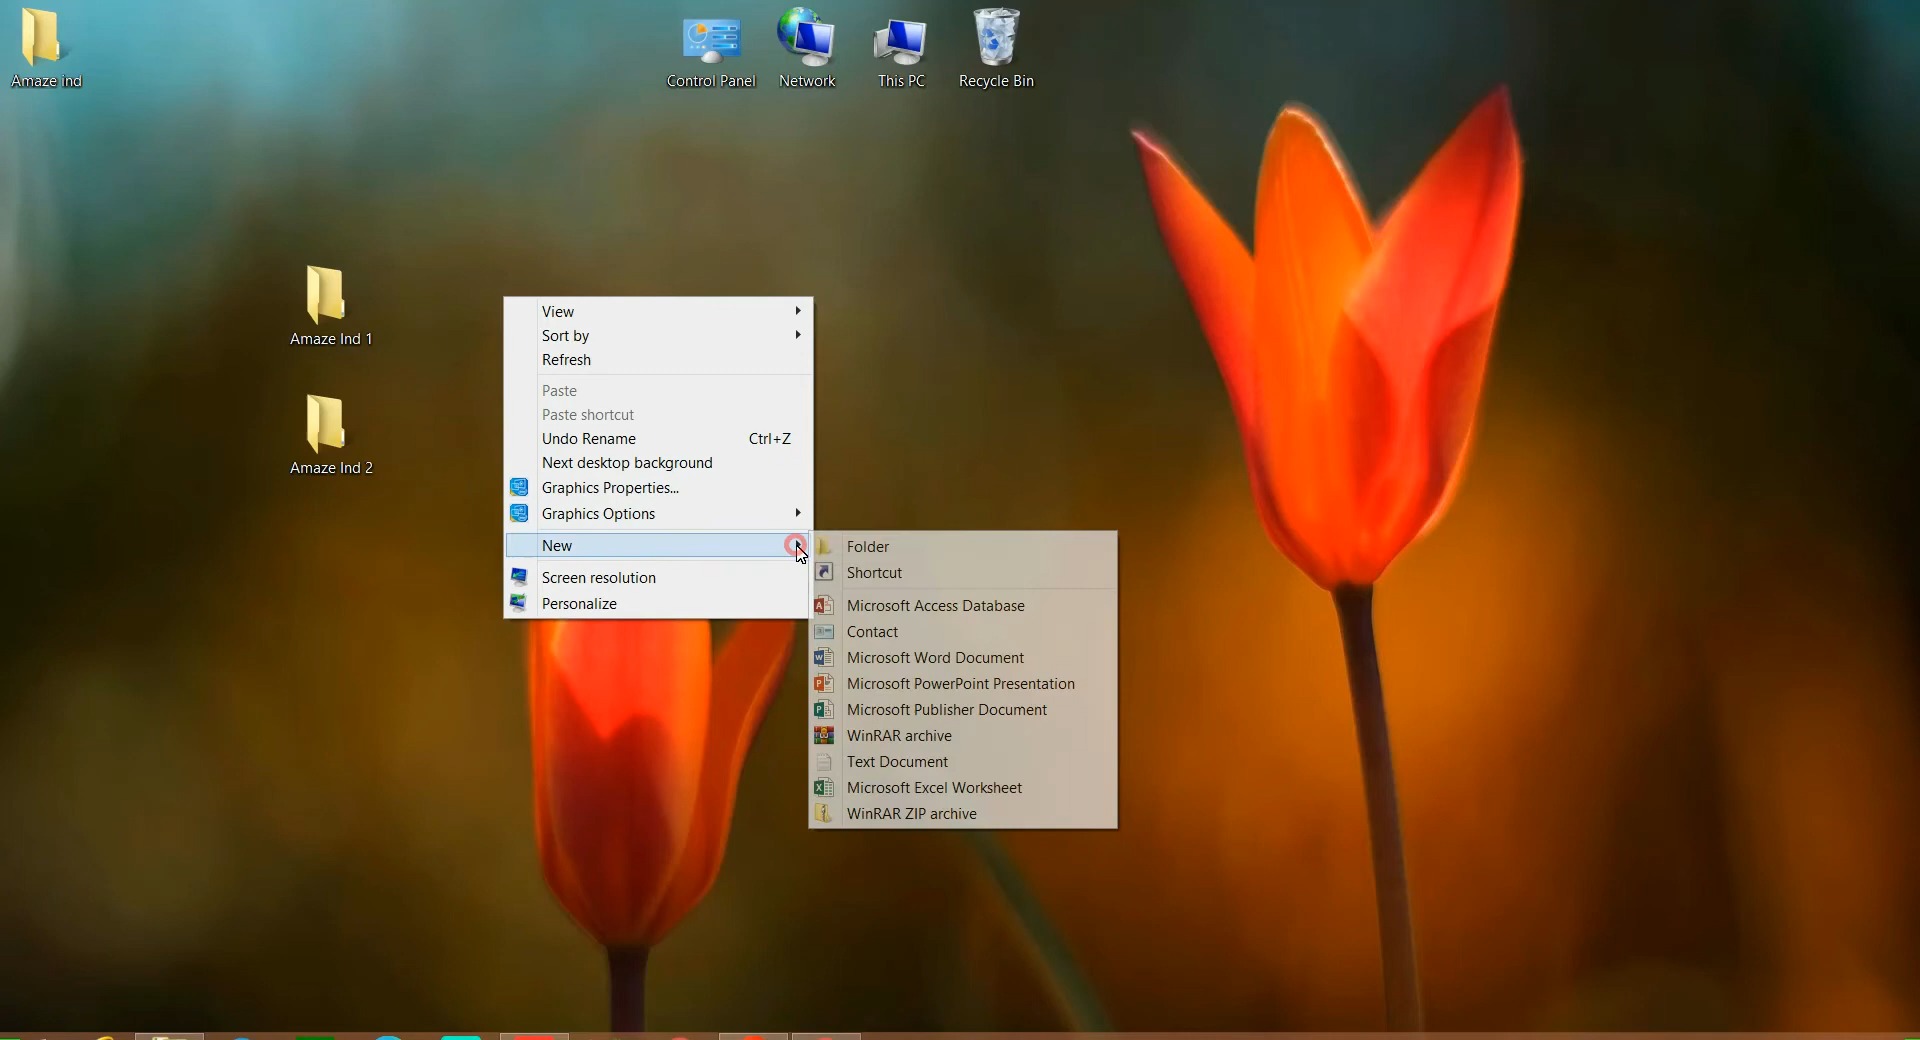 Amaze ind
Control Panel
Network
This PC
Recycle Bin
Amaze Ind 1
Amaze Ind 2
View
Sort by
Refresh
Paste
Paste shortcut
Undo Rename Ctrl+Z
Next desktop background
Graphics Properties...
Graphics Options
New
Screen resolution
Personalize
Folder
Shortcut
Microsoft Access Database
Contact
Microsoft Word Document
Microsoft PowerPoint Presentation
Microsoft Publisher Document
WinRAR archive
Text Document
Microsoft Excel Worksheet
WinRAR ZIP archive